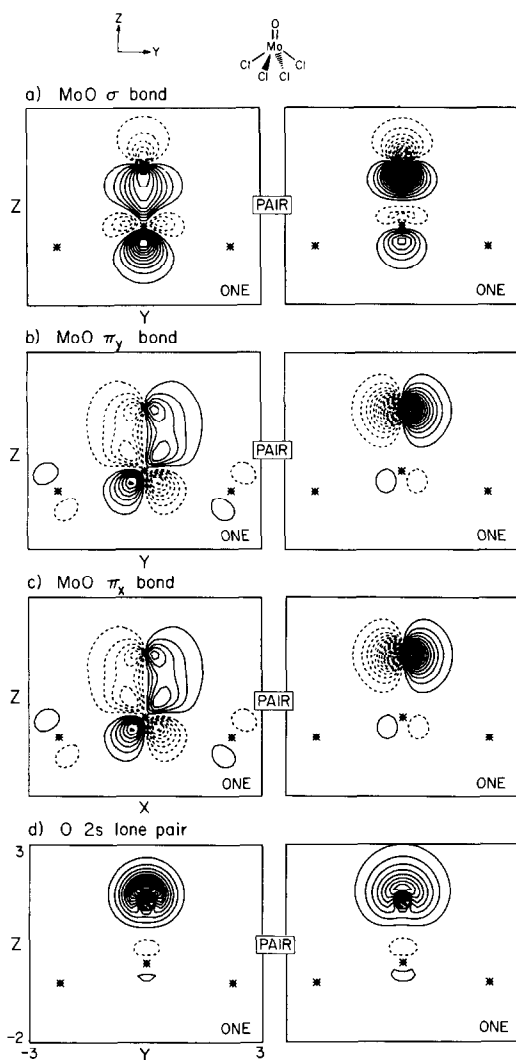 Z
Y
O
Mo
Cl Cl Cl Cl
a) MoO σ bond
Z
PAIR
ONE
ONE
Y
b) MoO πy bond
Z
PAIR
ONE
ONE
Y
c) MoO πx bond
Z
PAIR
ONE
ONE
X
d) O 2s lone pair
3
Z
PAIR
-2
ONE
ONE
-3 Y 3